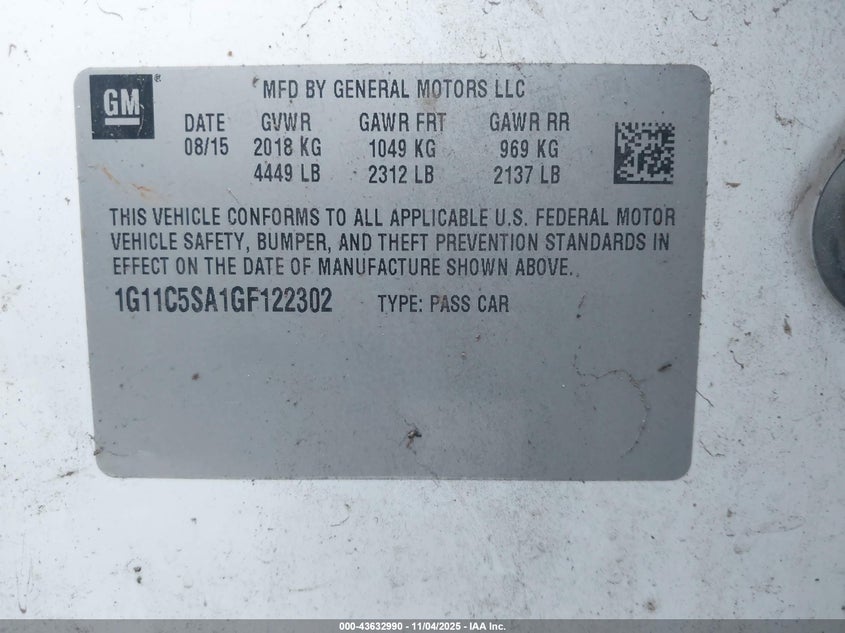 GM®
MFD BY GENERAL MOTORS LLC
DATE GVWR GAWR FRT GAWR RR
08/15 2018 KG 1049 KG 969 KG
4449 LB 2312 LB 2137 LB
THIS VEHICLE CONFORMS TO ALL APPLICABLE U.S. FEDERAL MOTOR
VEHICLE SAFETY, BUMPER, AND THEFT PREVENTION STANDARDS IN
EFFECT ON THE DATE OF MANUFACTURE SHOWN ABOVE.
1G11C5SA1GF122302 TYPE: PASS CAR
000-43632990 - 11/04/2025 - IAA Inc.